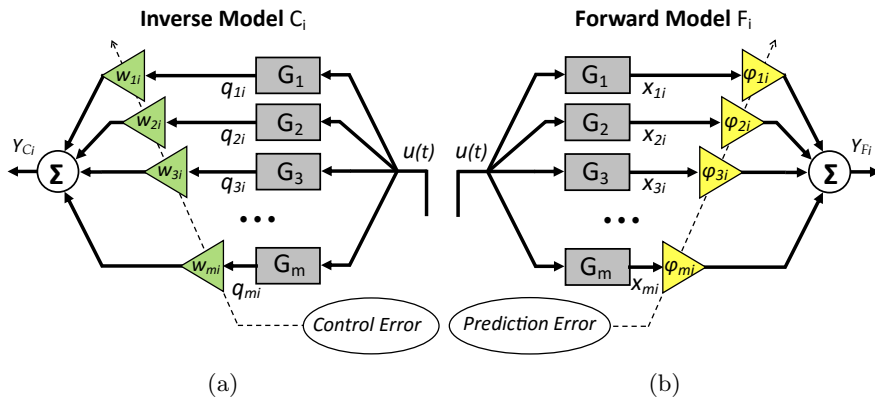 Inverse Model Cᵢ
w₁ᵢ
q₁ᵢ
G₁
w₂ᵢ
q₂ᵢ
G₂
w₃ᵢ
q₃ᵢ
G₃
•••
wₘᵢ
qₘᵢ
Gₘ
Y_Cᵢ
Σ
u(t)
Control Error
(a)
Forward Model Fᵢ
u(t)
G₁
x₁ᵢ
φ₁ᵢ
G₂
x₂ᵢ
φ₂ᵢ
G₃
x₃ᵢ
φ₃ᵢ
•••
Gₘ
xₘᵢ
φₘᵢ
Σ
Y_Fᵢ
Prediction Error
(b)